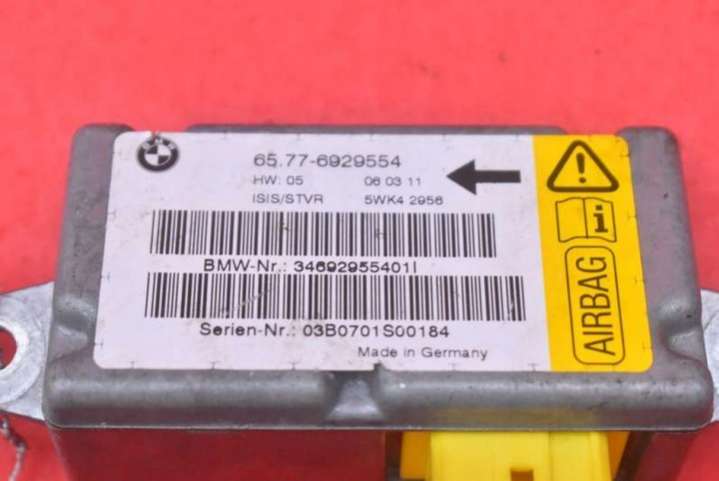 BMW
65.77-6929554
HW: 05 06 03 11
ISIS/STVR 5WK4 2956
BMW-Nr.: 34692955401I
Serien-Nr.: 03B0701S00184
Made in Germany
AIRBAG